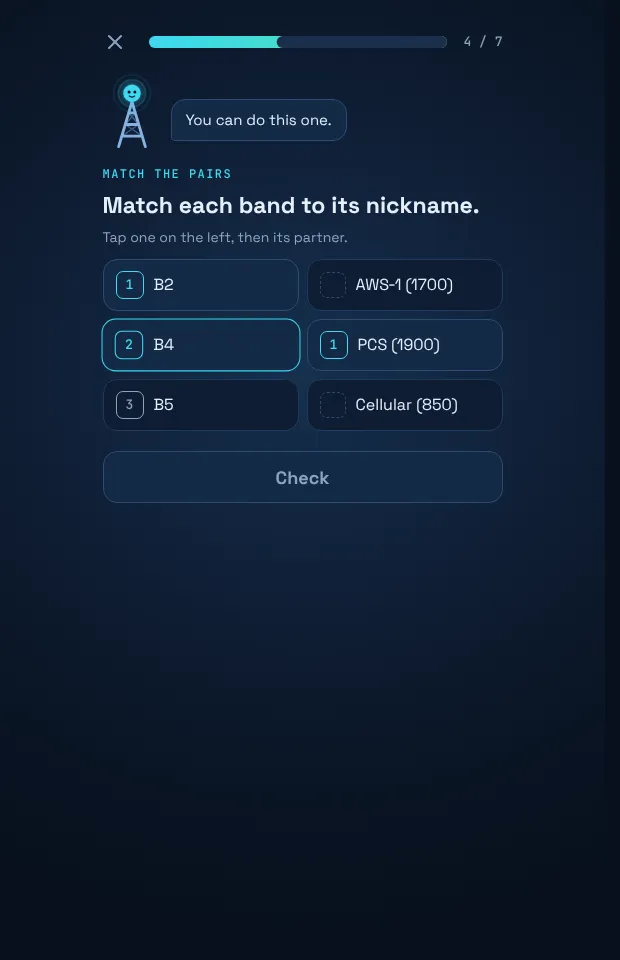 4 / 7
You can do this one.
MATCH THE PAIRS
Match each band to its nickname.
Tap one on the left, then its partner.
1 B2
AWS-1 (1700)
2 B4
1 PCS (1900)
3 B5
Cellular (850)
Check